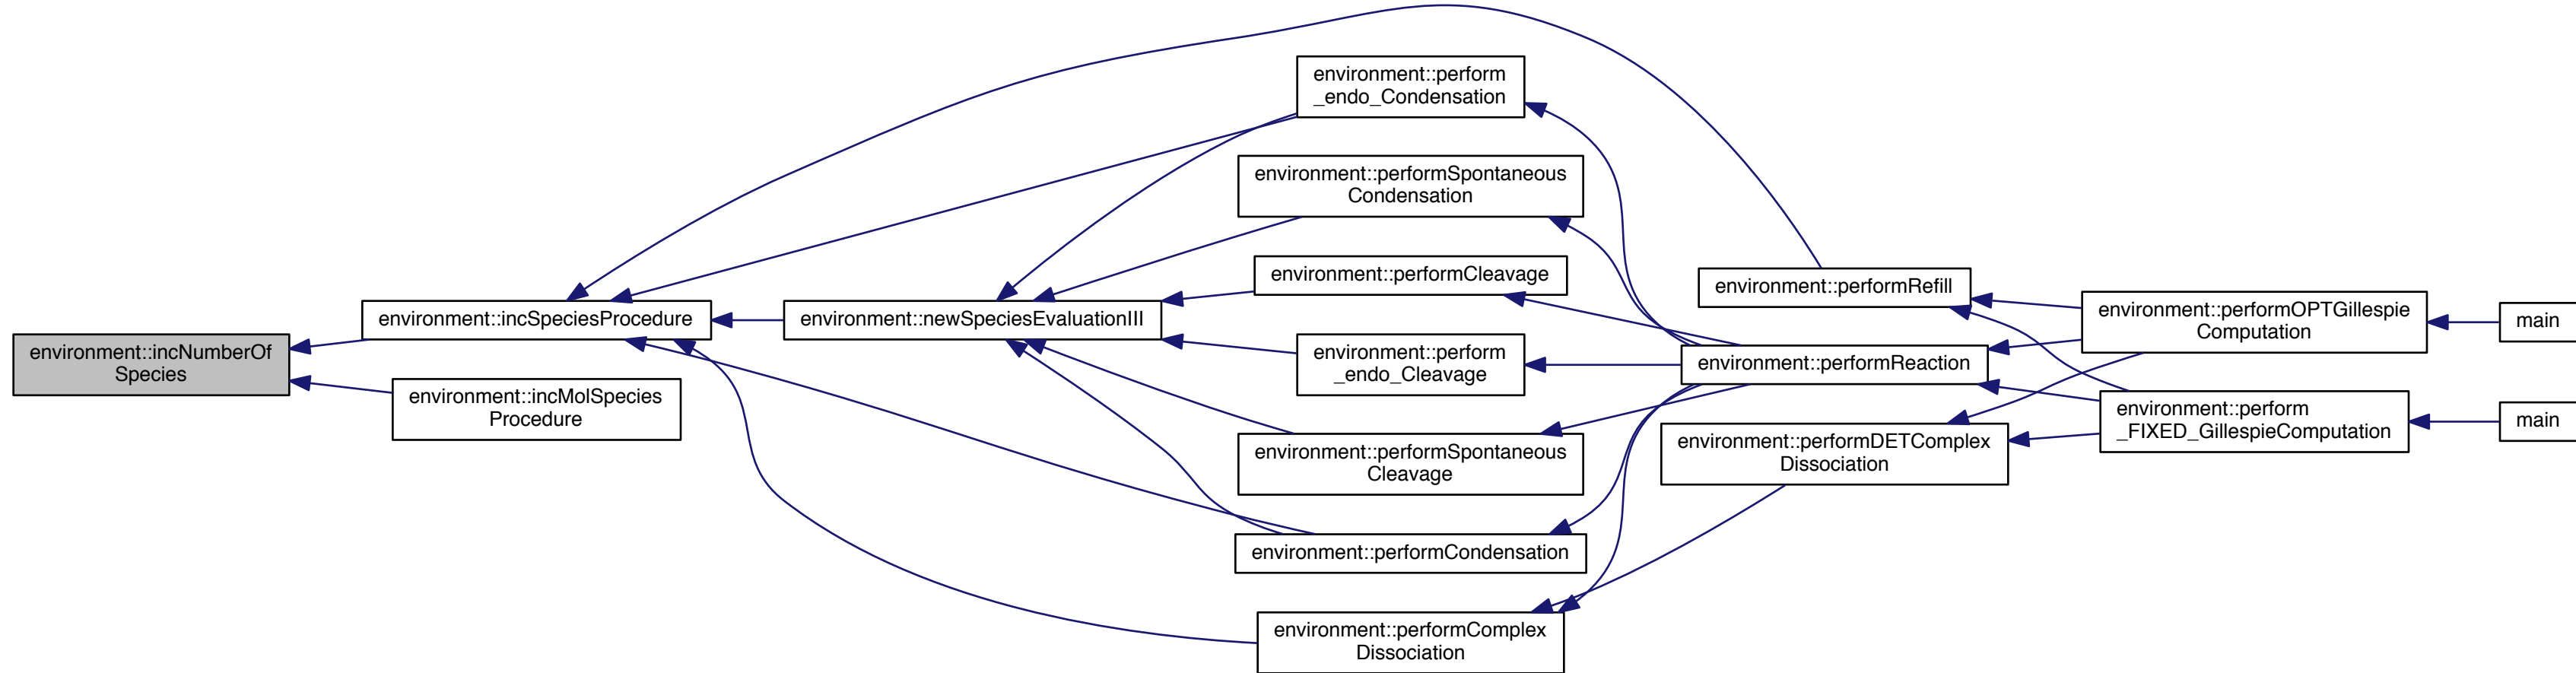 environment::incNumberOf
Species
environment::incSpeciesProcedure
environment::incMolSpecies
Procedure
environment::newSpeciesEvaluationIII
environment::perform
_endo_Condensation
environment::performSpontaneous
Condensation
environment::performCleavage
environment::perform
_endo_Cleavage
environment::performSpontaneous
Cleavage
environment::performCondensation
environment::performComplex
Dissociation
environment::performRefill
environment::performReaction
environment::performDETComplex
Dissociation
environment::performOPTGillespie
Computation
environment::perform
_FIXED_GillespieComputation
main
main